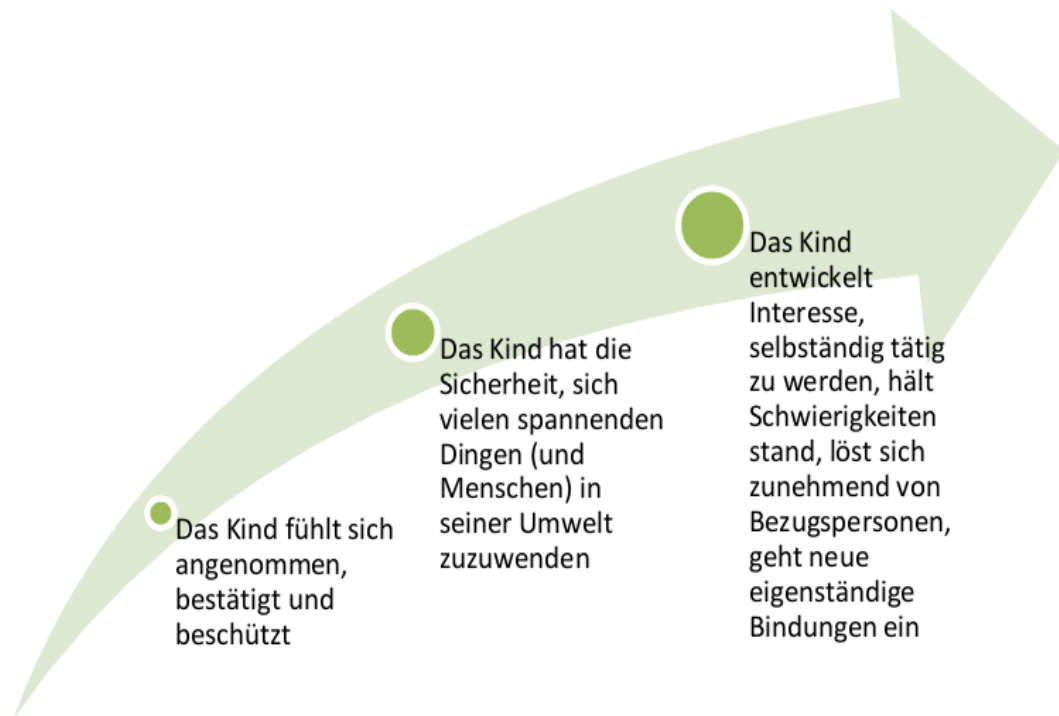 Das Kind fühlt sich
angenommen,
bestätigt und
beschützt
Das Kind hat die
Sicherheit, sich
vielen spannenden
Dingen (und
Menschen) in
seiner Umwelt
zuzuwenden
Das Kind
entwickelt
Interesse,
selbständig tätig
zu werden, hält
Schwierigkeiten
stand, löst sich
zunehmend von
Bezugspersonen,
geht neue
eigenständige
Bindungen ein